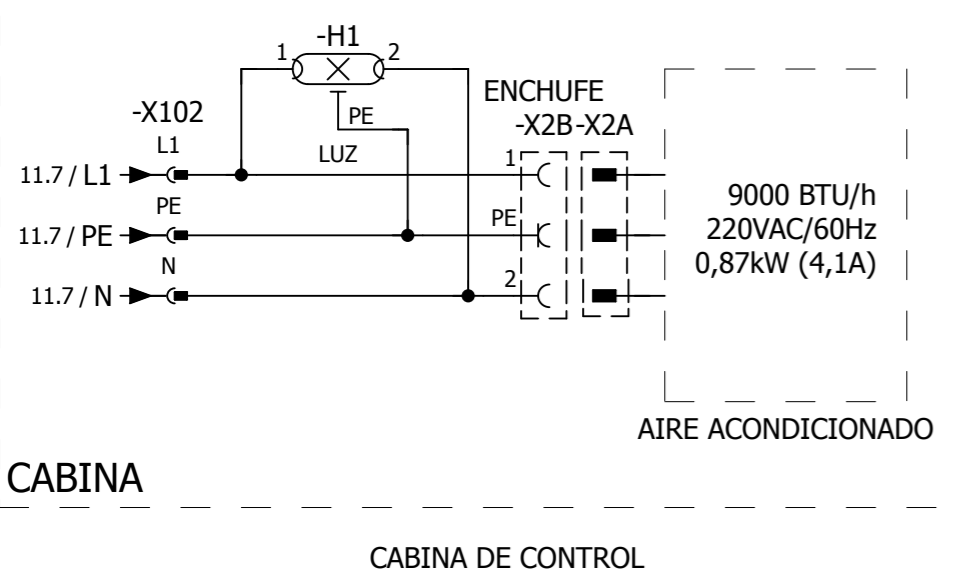 -H1
1
2
ENCHUFE
-X102
PE
-X2B
-X2A
L1
LUZ
1
11.7 / L1
9000 BTU/h
PE
PE
220VAC/60Hz
11.7 / PE
0,87kW (4,1A)
N
2
11.7 / N
AIRE ACONDICIONADO
CABINA
CABINA DE CONTROL